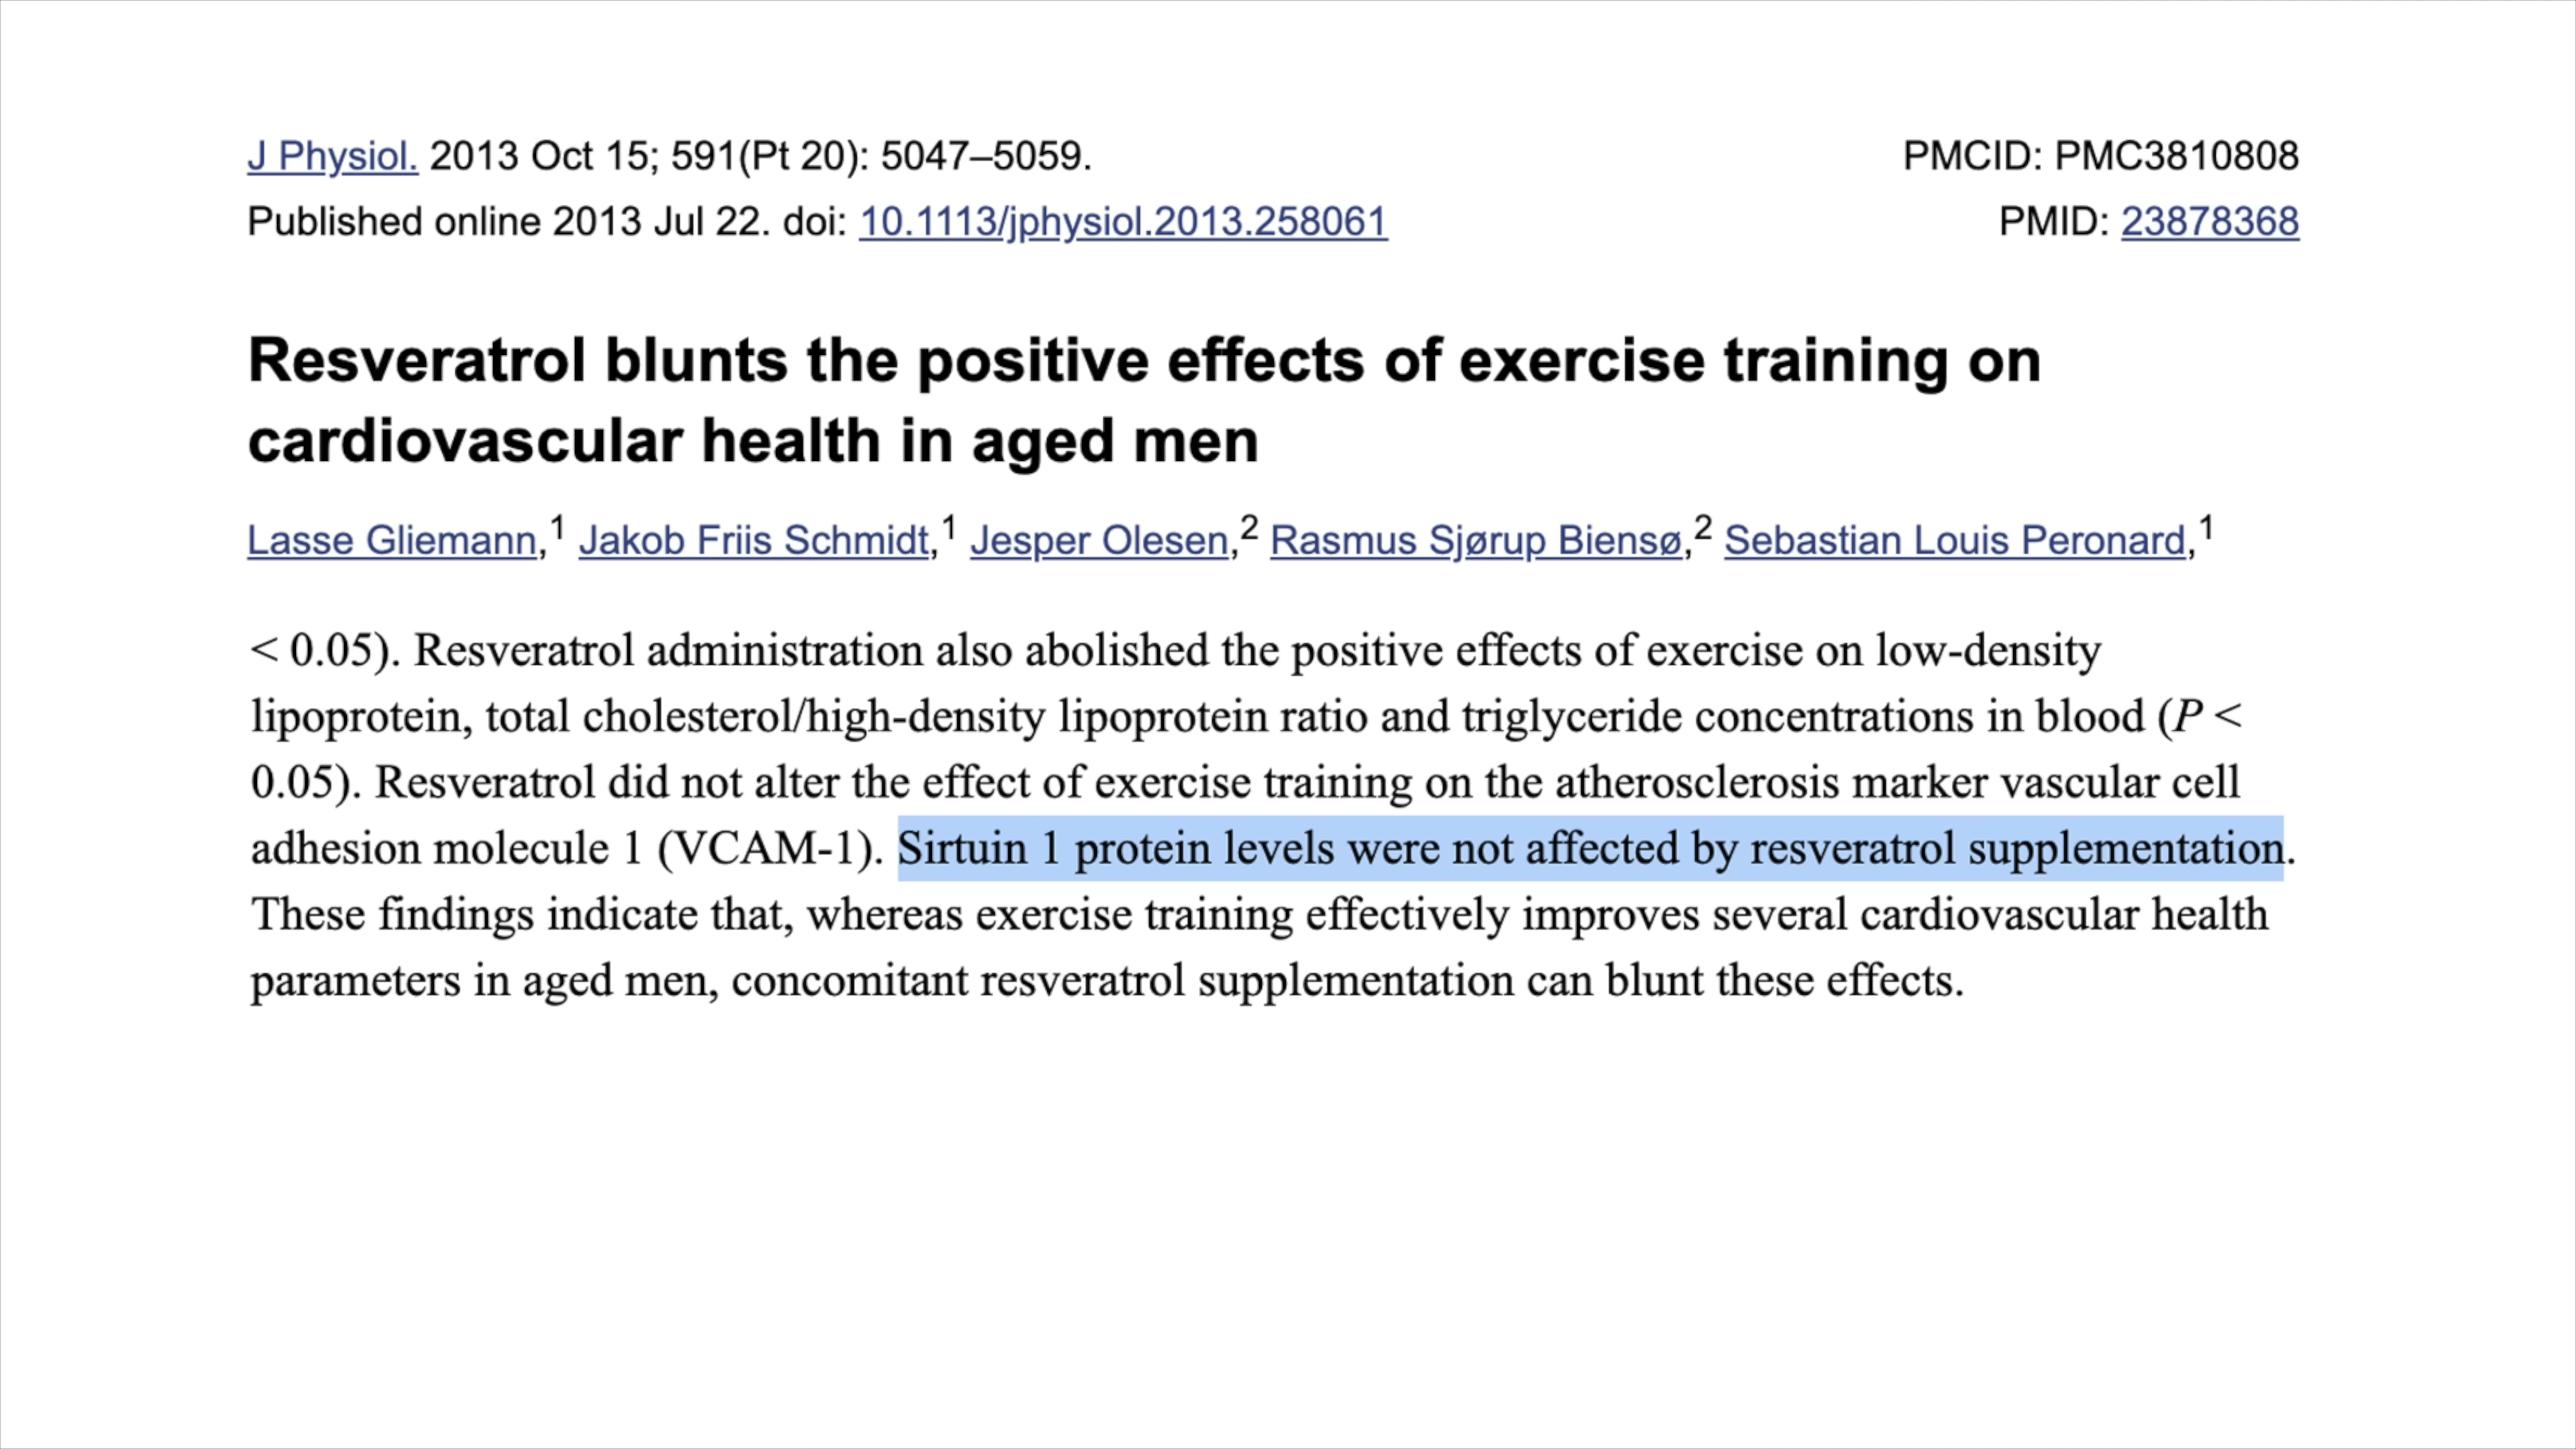 J Physiol. 2013 Oct 15; 591(Pt 20): 5047–5059.
PMCID: PMC3810808
Published online 2013 Jul 22. doi: 10.1113/jphysiol.2013.258061
PMID: 23878368
Resveratrol blunts the positive effects of exercise training on
cardiovascular health in aged men
Lasse Gliemann,1 Jakob Friis Schmidt,1 Jesper Olesen,2 Rasmus Sjørup Biensø,2 Sebastian Louis Peronard,1
< 0.05). Resveratrol administration also abolished the positive effects of exercise on low-density
lipoprotein, total cholesterol/high-density lipoprotein ratio and triglyceride concentrations in blood (P <
0.05). Resveratrol did not alter the effect of exercise training on the atherosclerosis marker vascular cell
adhesion molecule 1 (VCAM-1). Sirtuin 1 protein levels were not affected by resveratrol supplementation.
These findings indicate that, whereas exercise training effectively improves several cardiovascular health
parameters in aged men, concomitant resveratrol supplementation can blunt these effects.